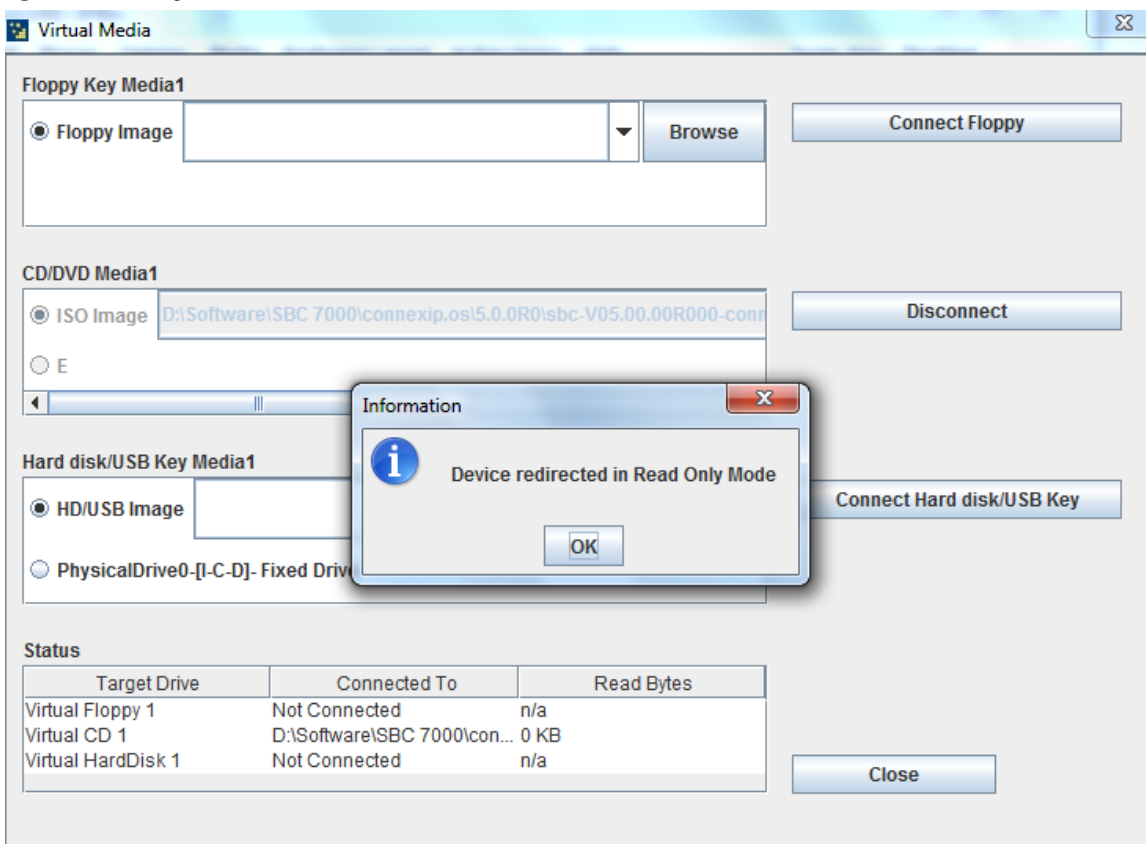 Virtual Media
Floppy Key Media1
Floppy Image
Browse
Connect Floppy
CD/DVD Media1
ISO Image D:\Software\SBC 7000\connexip.os\5.0.0R0\sbc-V05.00.00R000-conn
Disconnect
E
Information
Device redirected in Read Only Mode
OK
Hard disk/USB Key Media1
HD/USB Image
Connect Hard disk/USB Key
PhysicalDrive0-[I-C-D]- Fixed Driv
Status
Target Drive Connected To Read Bytes
Virtual Floppy 1 Not Connected n/a
Virtual CD 1 D:\Software\SBC 7000\con... 0 KB
Virtual HardDisk 1 Not Connected n/a
Close